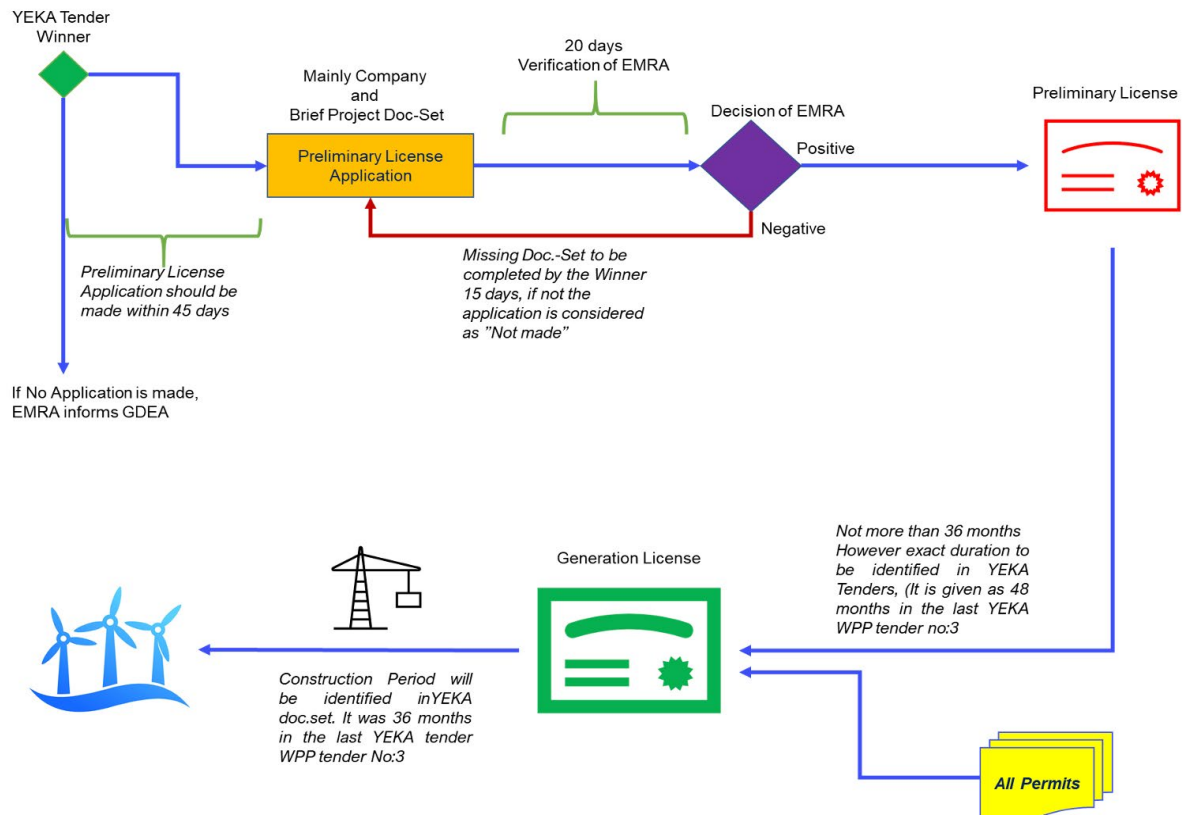 YEKA Tender
Winner
20 days
Verification of EMRA
Mainly Company
and
Brief Project Doc-Set
Decision of EMRA
Preliminary License
Preliminary License
Application
Positive
Negative
Preliminary License
Application should be
made within 45 days
Missing Doc.-Set to be
completed by the Winner
15 days, if not the
application is considered
as ”Not made”
If No Application is made,
EMRA informs GDEA
Not more than 36 months
However exact duration to
be identified in YEKA
Tenders, (It is given as 48
months in the last YEKA
WPP tender no:3
Generation License
Construction Period will
be identified inYEKA
doc.set. It was 36 months
in the last YEKA tender
WPP tender No:3
All Permits